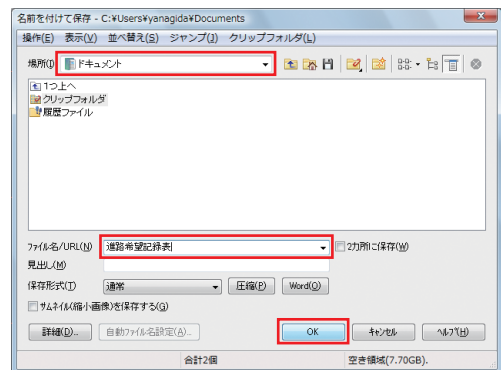 名前を付けて保存 - C:¥Users¥yanagida¥Documents
操作(E) 表示(V) 並べ替え(S) ジャンプ(J) クリップフォルダ(L)
場所(I) ドキュメント
1つ上へ
クリップフォルダ
履歴ファイル
ファイル名/URL(N) 進路希望記録表 2カ所に保存(W)
見出し(M)
保存形式(T) 通常 圧縮(P) Word(O)
サムネイル(縮小画像)を保存する(G)
詳細(D)... 自動ファイル名設定(A)... OK キャンセル ヘルプ(H)
合計2個 空き領域(7.70GB).